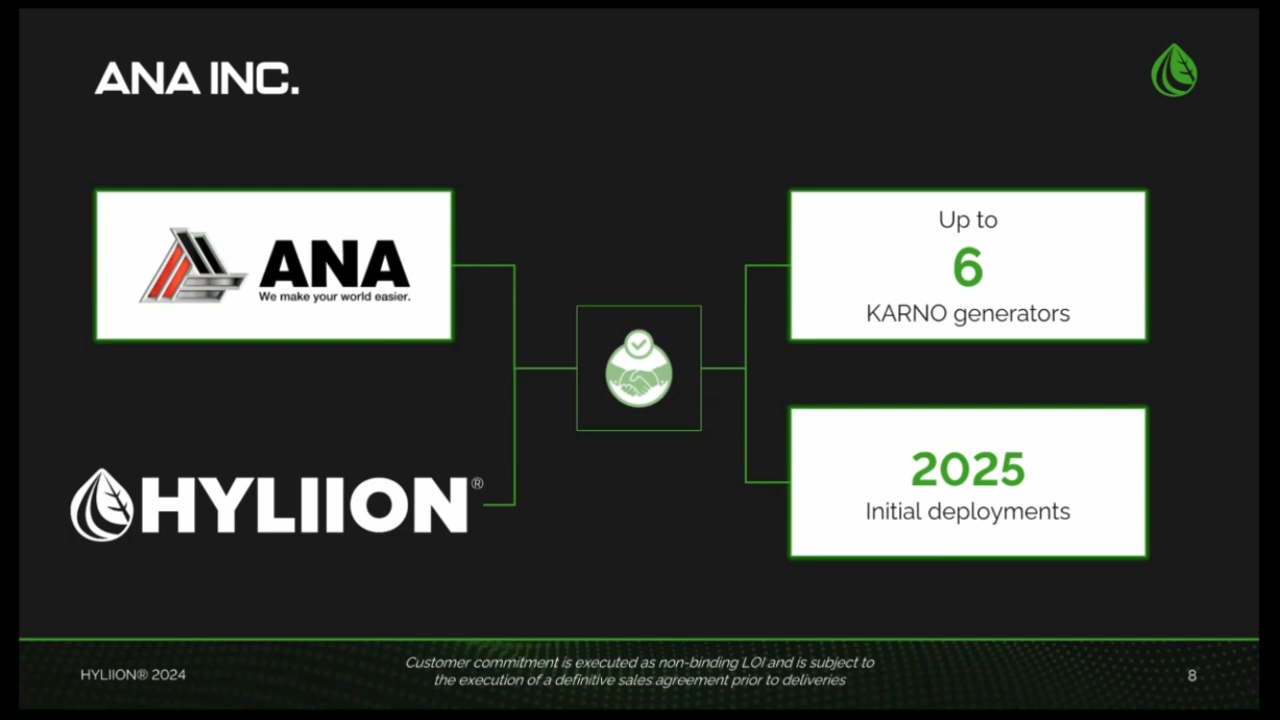 ANA INC.
ANA
We make your world easier.
HYLIION®
Up to
6
KARNO generators
2025
Initial deployments
HYLIION® 2024
Customer commitment is executed as non-binding LOI and is subject to
the execution of a definitive sales agreement prior to deliveries
8